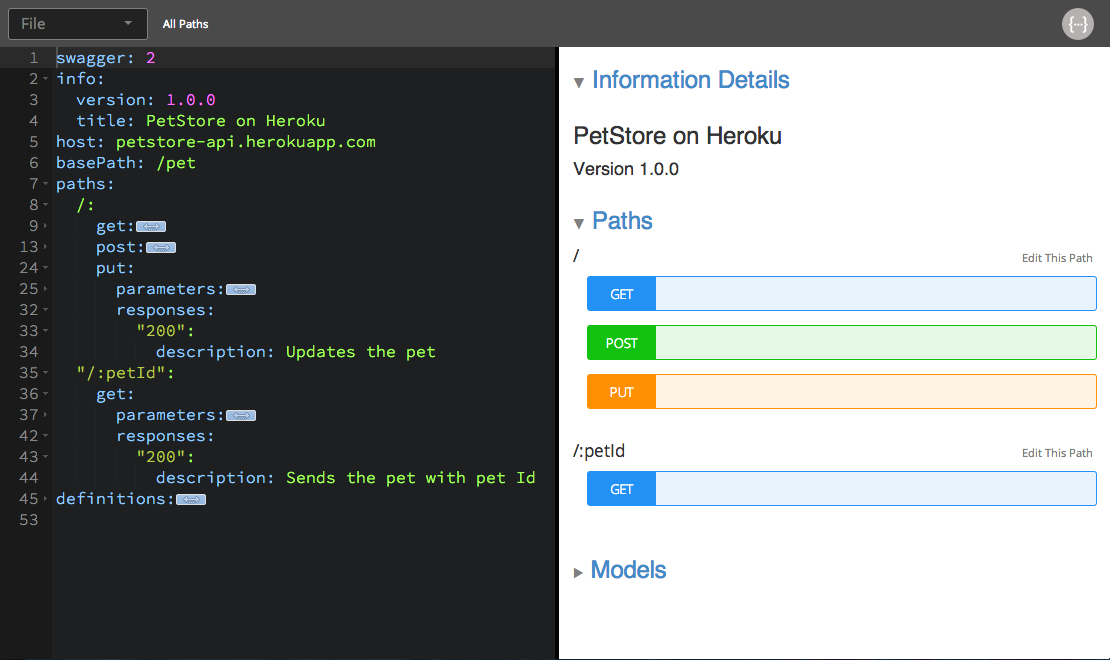 File
All Paths
{···}
1 swagger: 2
2 info:
3 version: 1.0.0
4 title: PetStore on Heroku
5 host: petstore-api.herokuapp.com
6 basePath: /pet
7 paths:
8 /:
9 get:
13 post:
24 put:
25 parameters:
32 responses:
33 "200":
34 description: Updates the pet
35 "/:petId":
36 get:
37 parameters:
42 responses:
43 "200":
44 description: Sends the pet with pet Id
45 definitions:
53
Information Details
PetStore on Heroku
Version 1.0.0
Paths
/ Edit This Path
GET
POST
PUT
/:petId Edit This Path
GET
Models